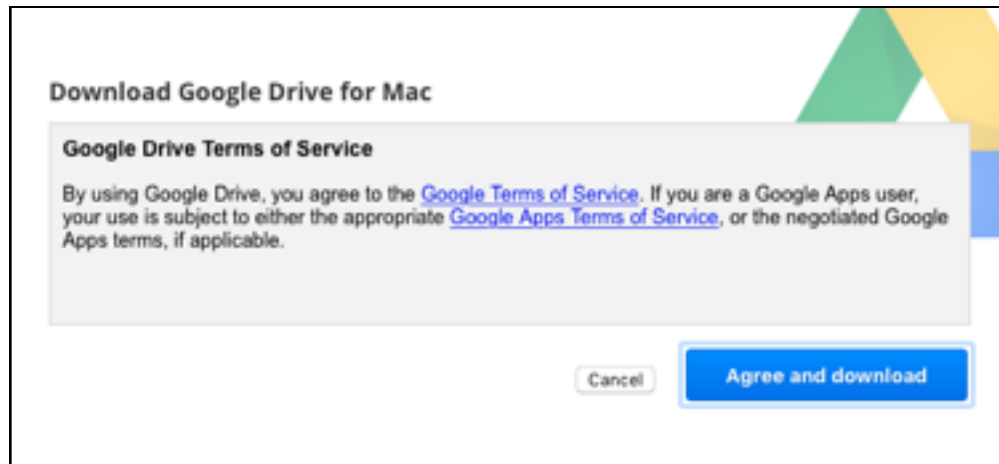 Download Google Drive for Mac
Google Drive Terms of Service
By using Google Drive, you agree to the Google Terms of Service. If you are a Google Apps user,
your use is subject to either the appropriate Google Apps Terms of Service, or the negotiated Google
Apps terms, if applicable.
Cancel
Agree and download